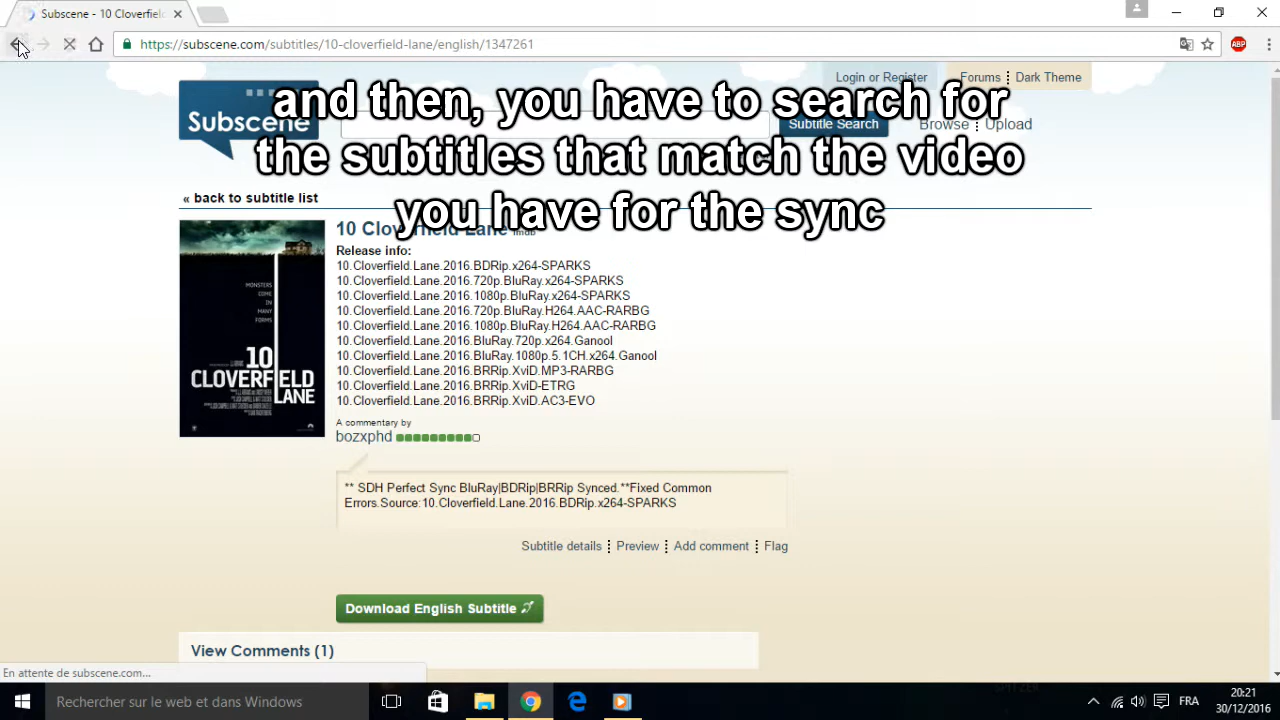 Subscene - 10 Cloverfiel
https://subscene.com/subtitles/10-cloverfield-lane/english/1347261
ABP
Login or Register
Forums
Dark Theme
and then, you have to search for
the subtitles that match the video
you have for the sync
Subscene
Subtitle Search
Browse
Upload
« back to subtitle list
10 Cloverfield Lane imdb
Release info:
10.Cloverfield.Lane.2016.BDRip.x264-SPARKS
10.Cloverfield.Lane.2016.720p.BluRay.x264-SPARKS
10.Cloverfield.Lane.2016.1080p.BluRay.x264-SPARKS
10.Cloverfield.Lane.2016.720p.BluRay.H264.AAC-RARBG
10.Cloverfield.Lane.2016.1080p.BluRay.H264.AAC-RARBG
10.Cloverfield.Lane.2016.BluRay.720p.x264.Ganool
10.Cloverfield.Lane.2016.BluRay.1080p.5.1CH.x264.Ganool
10.Cloverfield.Lane.2016.BRRip.XviD.MP3-RARBG
10.Cloverfield.Lane.2016.BRRip.XviD-ETRG
10.Cloverfield.Lane.2016.BRRip.XviD.AC3-EVO
MONSTERS
COME
IN
MANY
FORMS
10
CLOVERFIELD
LANE
A commentary by
bozxphd
** SDH Perfect Sync BluRay|BDRip|BRRip Synced.**Fixed Common
Errors.Source:10.Cloverfield.Lane.2016.BDRip.x264-SPARKS
Subtitle details
Preview
Add comment
Flag
Download English Subtitle
View Comments (1)
En attente de subscene.com...
Rechercher sur le web et dans Windows
FRA
20:21
30/12/2016